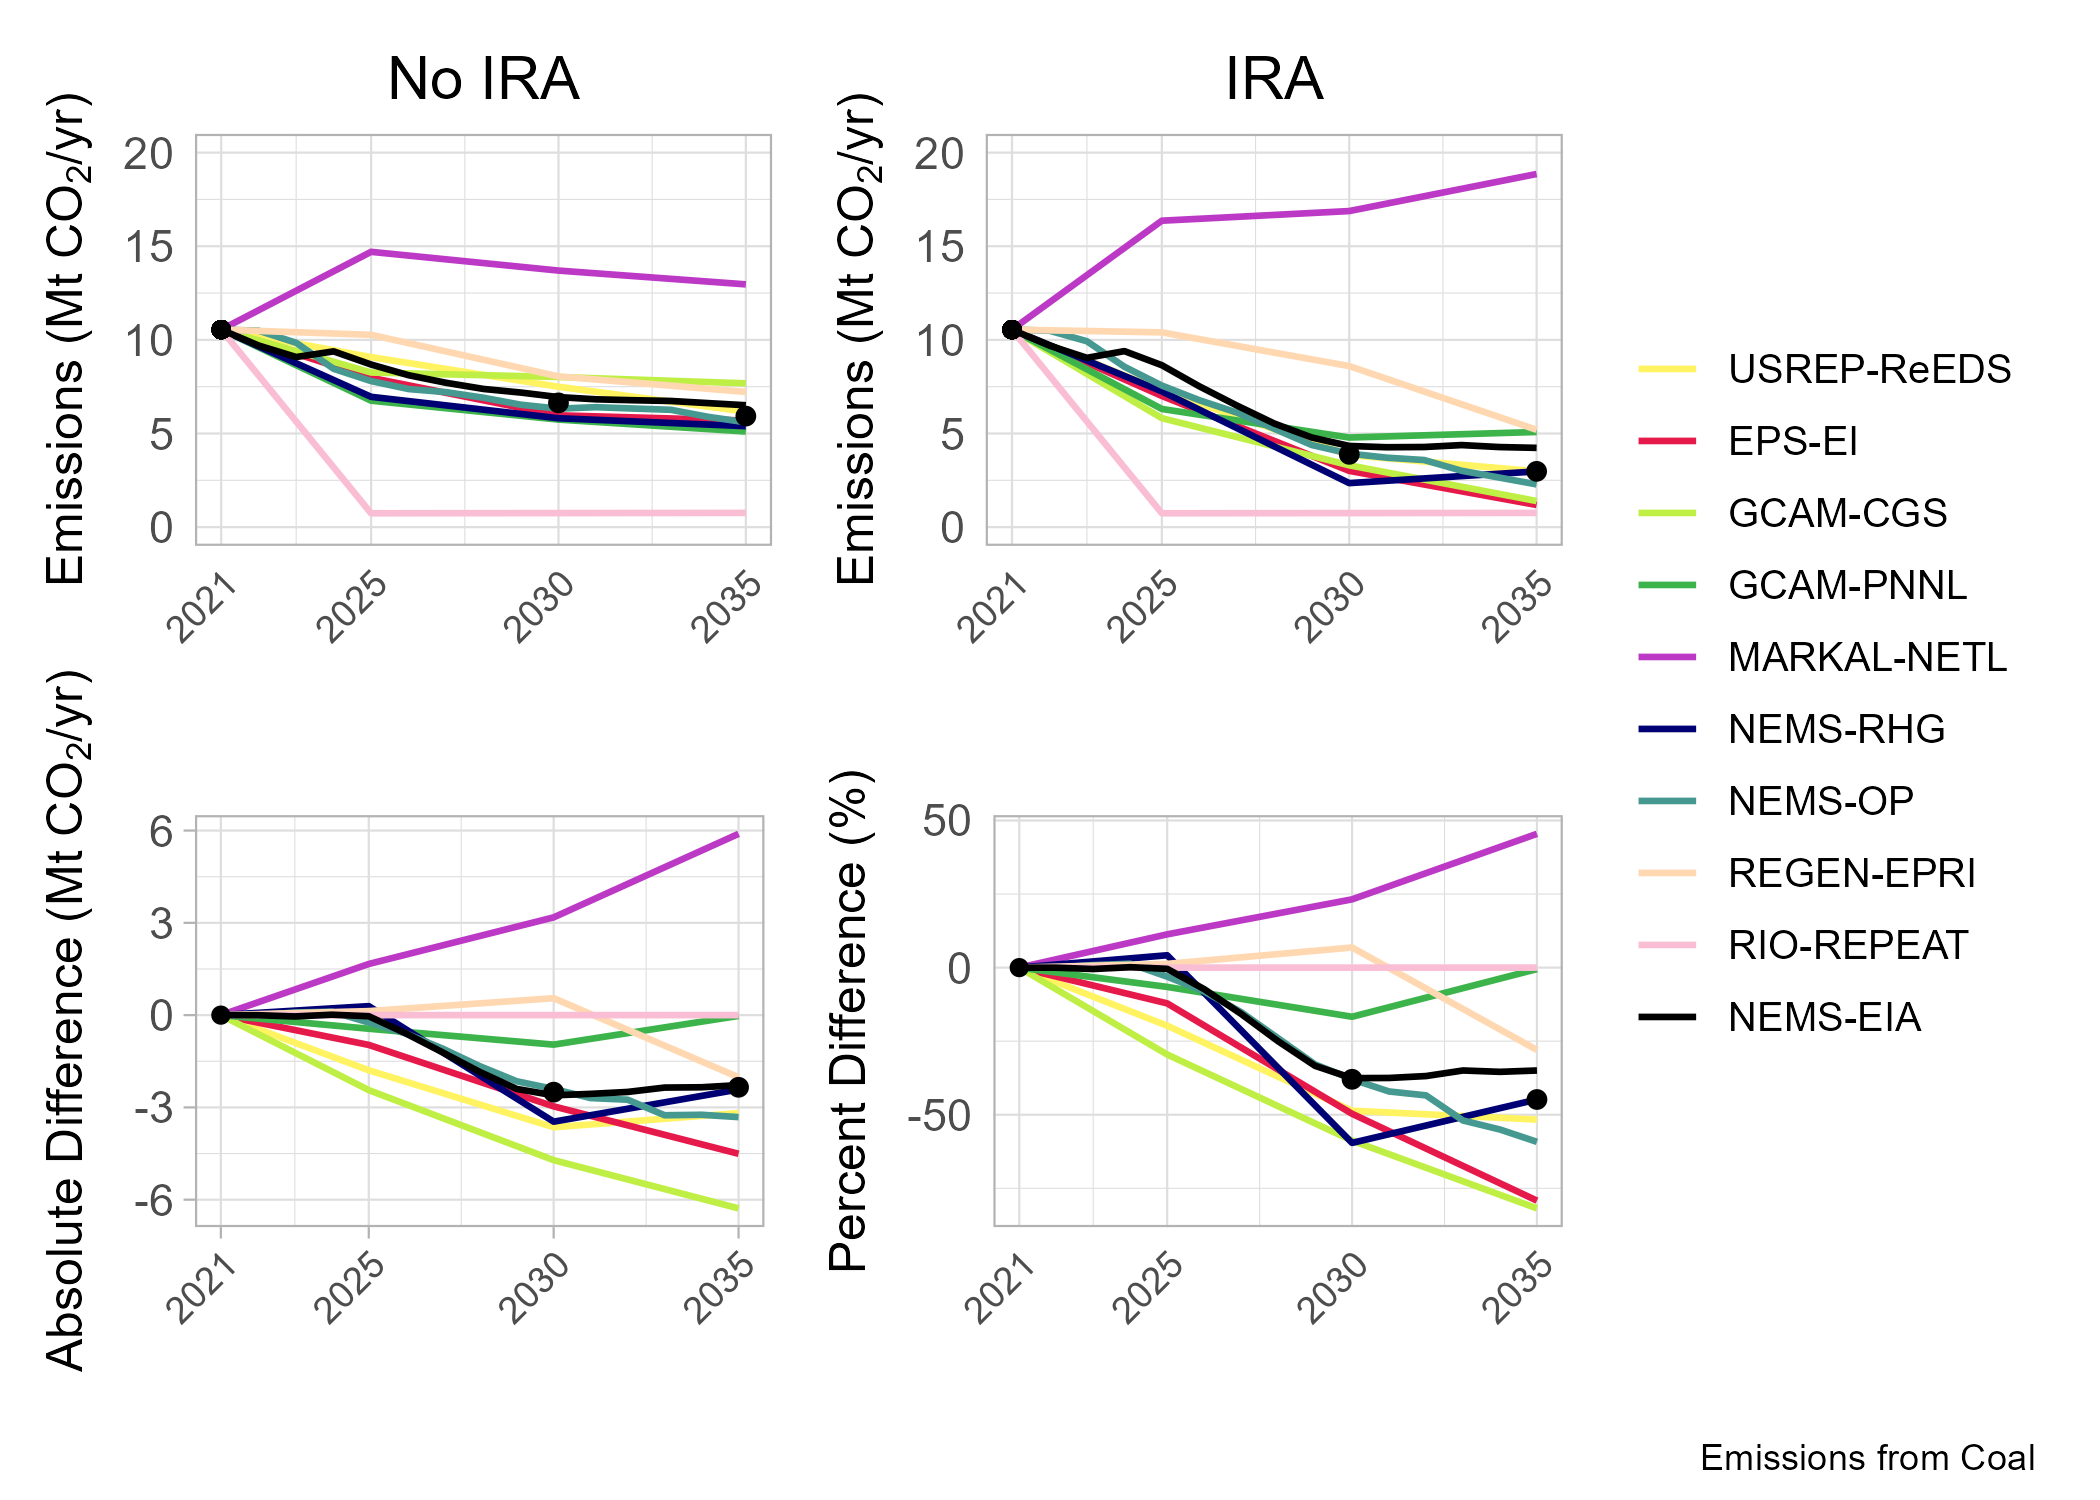 No IRA
IRA
Emissions (Mt CO₂/yr)
20
15
10
5
0
2021
2025
2030
2035
Emissions (Mt CO₂/yr)
20
15
10
5
0
2021
2025
2030
2035
Absolute Difference (Mt CO₂/yr)
6
3
0
-3
-6
2021
2025
2030
2035
Percent Difference (%)
50
0
-50
2021
2025
2030
2035
USREP-ReEDS
EPS-EI
GCAM-CGS
GCAM-PNNL
MARKAL-NETL
NEMS-RHG
NEMS-OP
REGEN-EPRI
RIO-REPEAT
NEMS-EIA
Emissions from Coal